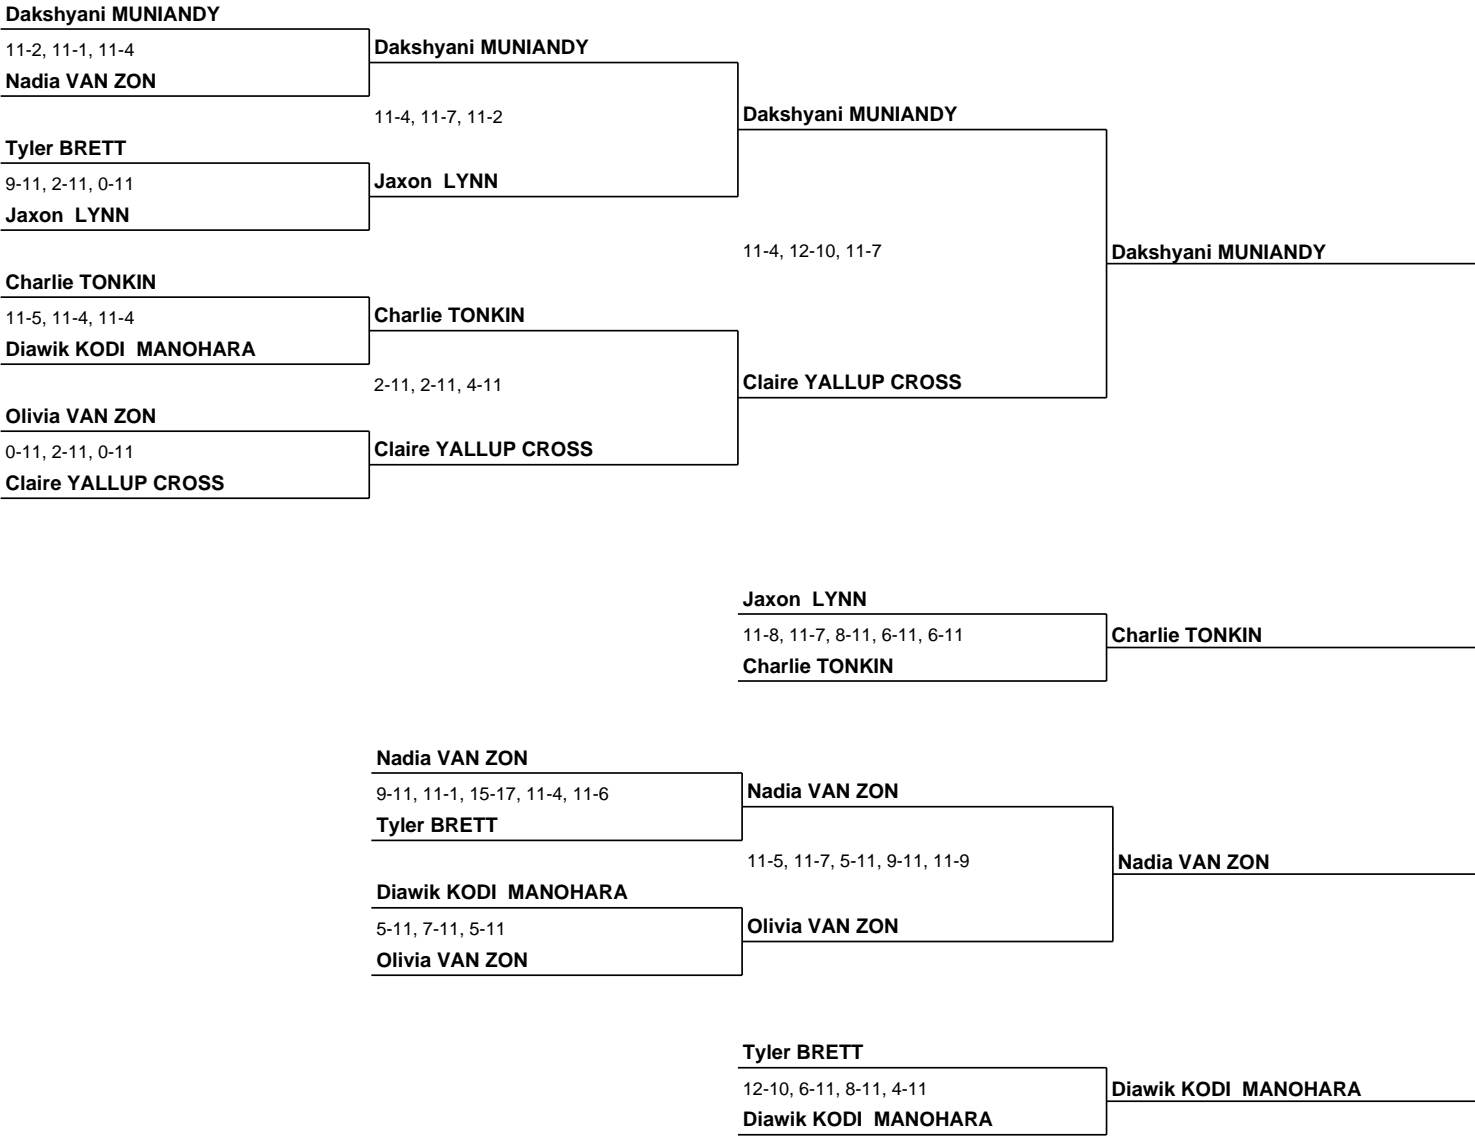 Dakshyani MUNIANDY
11-2, 11-1, 11-4
Dakshyani MUNIANDY
Nadia VAN ZON
11-4, 11-7, 11-2
Dakshyani MUNIANDY
Tyler BRETT
9-11, 2-11, 0-11
Jaxon LYNN
Jaxon LYNN
11-4, 12-10, 11-7
Dakshyani MUNIANDY
Charlie TONKIN
11-5, 11-4, 11-4
Charlie TONKIN
Diawik KODI MANOHARA
2-11, 2-11, 4-11
Claire YALLUP CROSS
Olivia VAN ZON
0-11, 2-11, 0-11
Claire YALLUP CROSS
Claire YALLUP CROSS
Jaxon LYNN
11-8, 11-7, 8-11, 6-11, 6-11
Charlie TONKIN
Charlie TONKIN
Nadia VAN ZON
9-11, 11-1, 15-17, 11-4, 11-6
Nadia VAN ZON
Tyler BRETT
11-5, 11-7, 5-11, 9-11, 11-9
Nadia VAN ZON
Diawik KODI MANOHARA
5-11, 7-11, 5-11
Olivia VAN ZON
Olivia VAN ZON
Tyler BRETT
12-10, 6-11, 8-11, 4-11
Diawik KODI MANOHARA
Diawik KODI MANOHARA